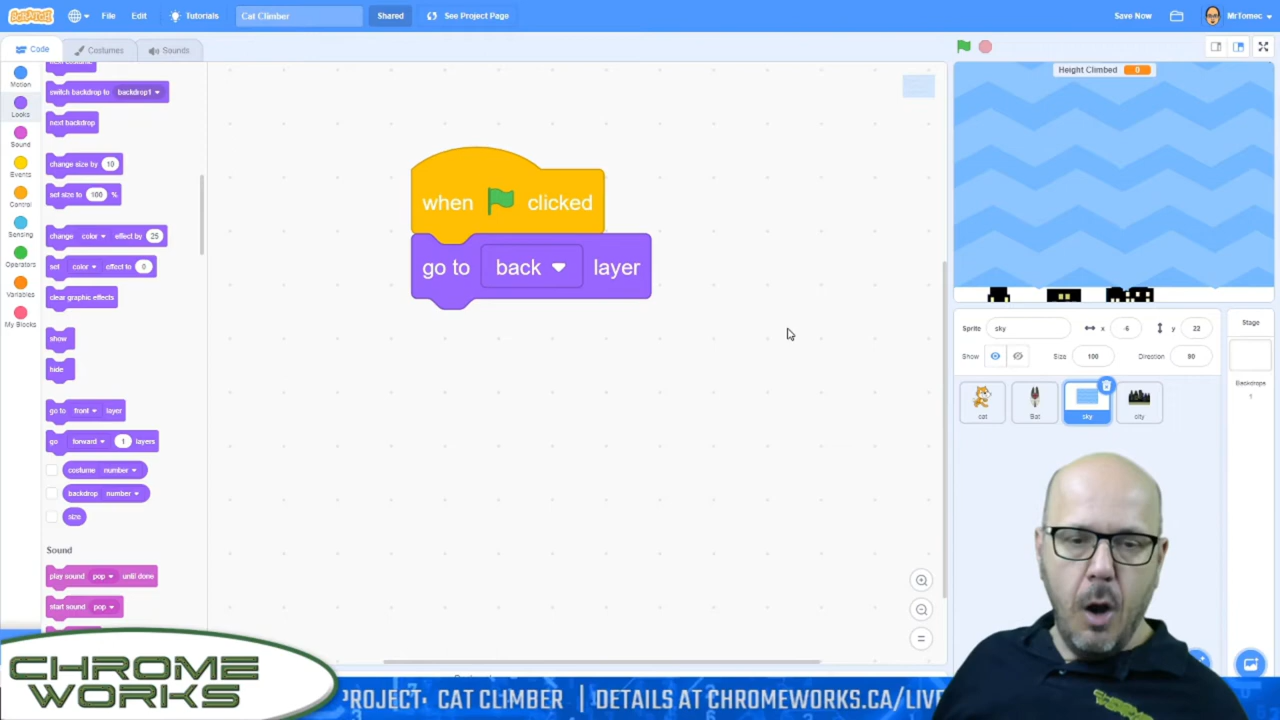 SCRATCH File Edit Tutorials Cat Climber Shared See Project Page Save Now MrTomec
Code Costumes Sounds
Motion
Looks
Sound
Events
Control
Sensing
Operators
Variables
My Blocks
next costume
switch backdrop to backdrop1
next backdrop
change size by 10
set size to 100 %
change color effect by 25
set color effect to 0
clear graphic effects
show
hide
go to front layer
go forward 1 layers
costume number
backdrop number
size
Sound
play sound pop until done
start sound pop
when clicked
go to back layer
Height Climbed 0
Sprite sky x -6 y 22
Show Size 100 Direction 90
cat Bat sky city
Stage
Backdrops
1
CHROME
WORKS
PROJECT: CAT CLIMBER | DETAILS AT CHROMEWORKS.CA/LIVE